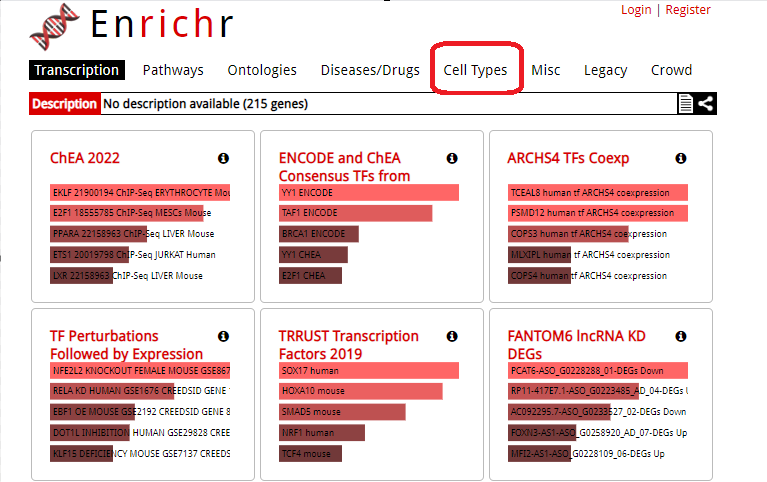 Login | Register
Enrichr
Transcription Pathways Ontologies Diseases/Drugs Cell Types Misc Legacy Crowd
Description No description available (215 genes)
ChEA 2022
EKLF 21900194 ChIP-Seq ERYTHROCYTE Mou
E2F1 18555785 ChIP-Seq MESCs Mouse
PPARA 22158963 ChIP-Seq LIVER Mouse
ETS1 20019798 ChIP-Seq JURKAT Human
LXR 22158963 ChIP-Seq LIVER Mouse
ENCODE and ChEA
Consensus TFs from
YY1 ENCODE
TAF1 ENCODE
BRCA1 ENCODE
YY1 CHEA
E2F1 CHEA
ARCHS4 TFs Coexp
TCEAL8 human tf ARCHS4 coexpression
PSMD12 human tf ARCHS4 coexpression
COPS3 human tf ARCHS4 coexpression
MLXIPL human tf ARCHS4 coexpression
COPS4 human tf ARCHS4 coexpression
TF Perturbations
Followed by Expression
NFE2L2 KNOCKOUT FEMALE MOUSE GSE867
RELA KD HUMAN GSE1676 CREEDSID GENE
EBF1 OE MOUSE GSE2192 CREEDSID GENE 8
DOT1L INHIBITION HUMAN GSE29828 CREE
KLF15 DEFICIENCY MOUSE GSE7137 CREEDS
TRRUST Transcription
Factors 2019
SOX17 human
HOXA10 mouse
SMAD5 mouse
NRF1 human
TCF4 mouse
FANTOM6 lncRNA KD
DEGs
PCAT6-ASO_G0228288_01-DEGs Down
RP11-417E7.1-ASO_G0223485_AD_04-DEGs
AC092295.7-ASO_G0233527_02-DEGs Down
FOXN3-AS1-ASO_G0258920_AD_07-DEGs Up
MFI2-AS1-ASO_G0228109_06-DEGs Up